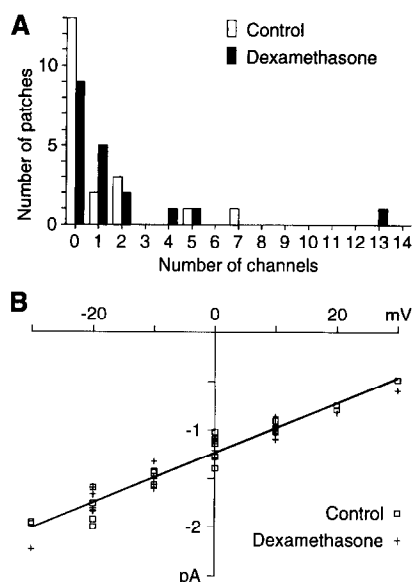 A
Control
Dexamethasone
Number of patches
10
5
0
0 1 2 3 4 5 6 7 8 9 10 11 12 13 14
Number of channels
B
-20 0 20 mV
-1
-2
pA
Control
Dexamethasone